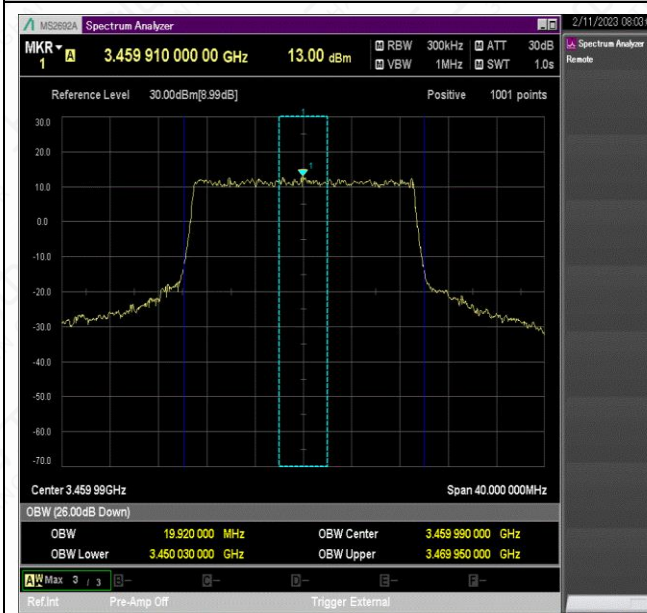 MS2692A Spectrum Analyzer
2/11/2023 08:03:
MKR 1 A 3.459 910 000 00 GHz 13.00 dBm
M RBW 300kHz M ATT 30dB
M VBW 1MHz M SWT 1.0s
Spectrum Analyzer
Remote
Reference Level 30.00dBm[8.99dB] Positive 1001 points
30.0
1
20.0
1
10.0
0.0
-10.0
-20.0
-30.0
-40.0
-50.0
-60.0
-70.0
Center 3.459 99GHz Span 40.000 000MHz
OBW (26.00dB Down)
OBW 19.920 000 MHz OBW Center 3.459 990 000 GHz
OBW Lower 3.450 030 000 GHz OBW Upper 3.469 950 000 GHz
A W Max 3 / 3 B- C- D- E- F-
Ref.Int Pre-Amp Off Trigger External